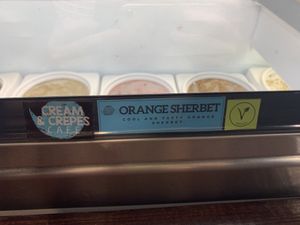 CREAM
& CREPES
CAFE
ORANGE SHERBET
COOL AND TASTY ORANGE
SHERBET
V